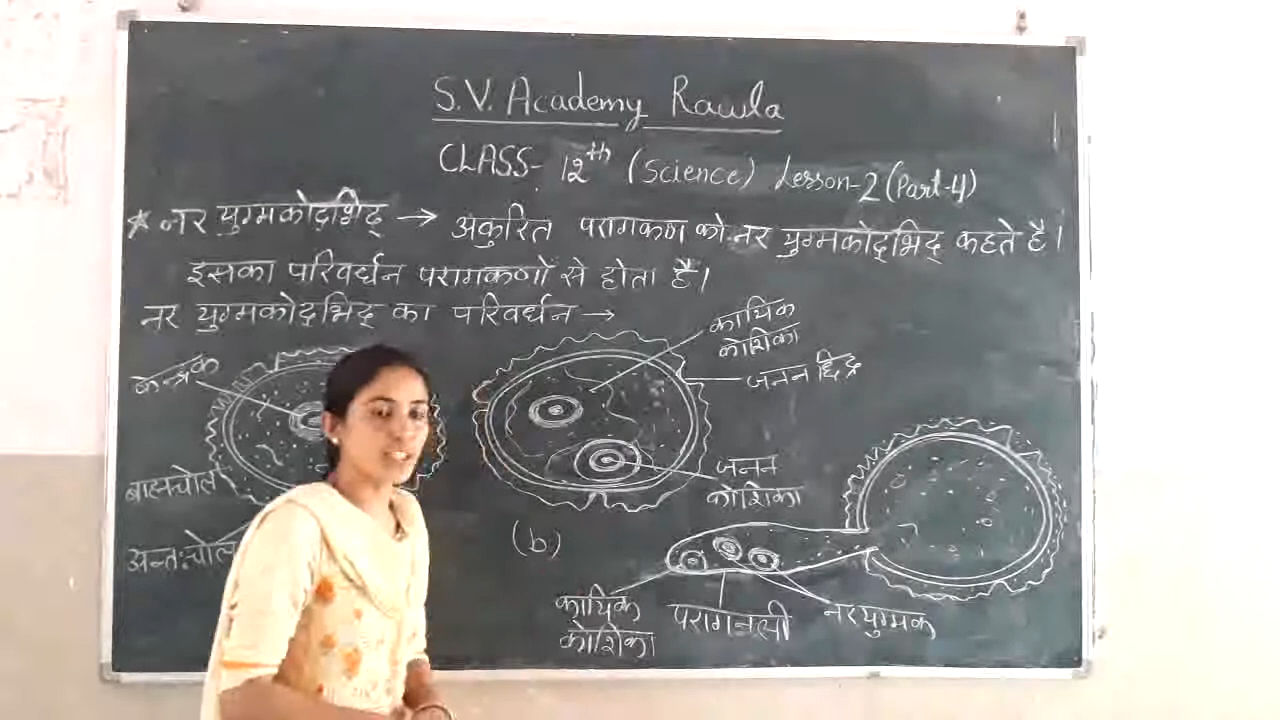 S.V. Academy Rawla
CLASS- 12th (Science) Lesson-2 (Part-4)
* नर युग्मकोद्भिद् → अंकुरित परागकण को नर युग्मकोद्भिद् कहते है।
इसका परिवर्धन परागकणों से होता है।
नर युग्मकोद्भिद् का परिवर्धन →
केन्द्रक
बाह्यचोल
अन्तःचोल
कायिक
कोशिका
जनन छिद्र
जनन
कोशिका
(b)
कायिक
कोशिका
परागनली
नर युग्मक